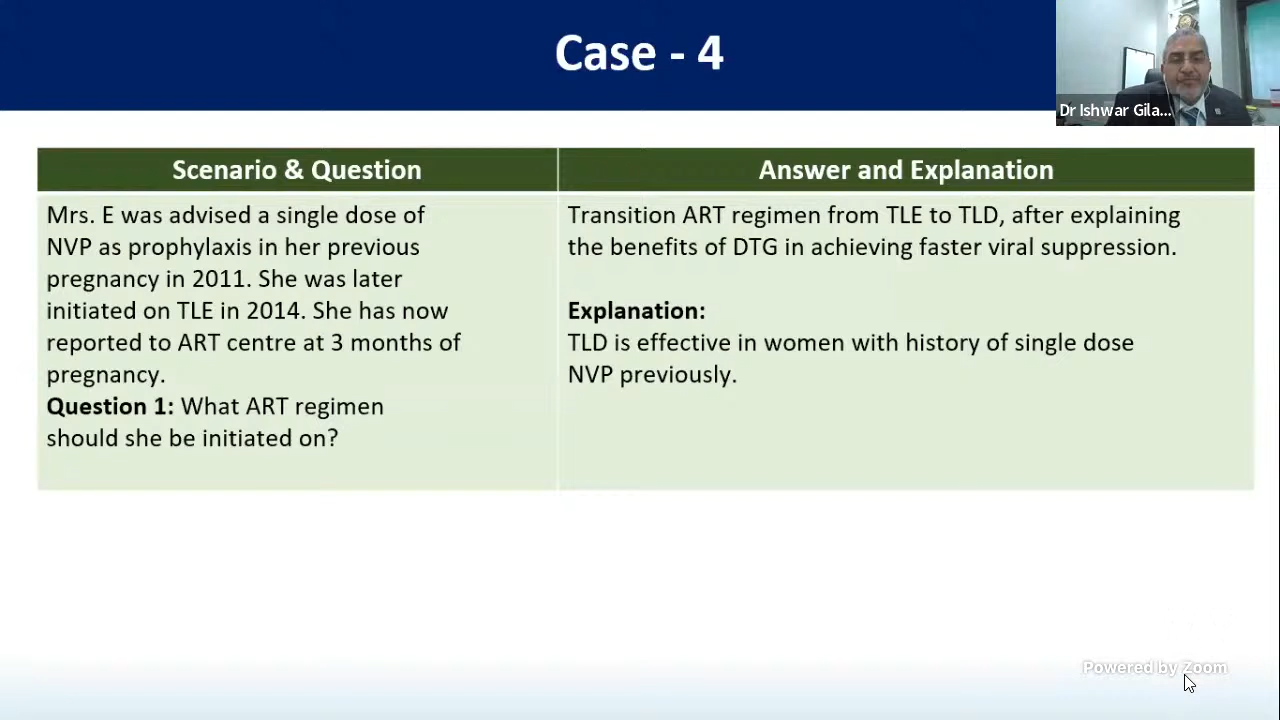 Case - 4
Dr Ishwar Gila...
Scenario & Question
Answer and Explanation
Mrs. E was advised a single dose of
NVP as prophylaxis in her previous
pregnancy in 2011. She was later
initiated on TLE in 2014. She has now
reported to ART centre at 3 months of
pregnancy.
Question 1: What ART regimen
should she be initiated on?
Transition ART regimen from TLE to TLD, after explaining
the benefits of DTG in achieving faster viral suppression.
Explanation:
TLD is effective in women with history of single dose
NVP previously.
Powered by Zoom